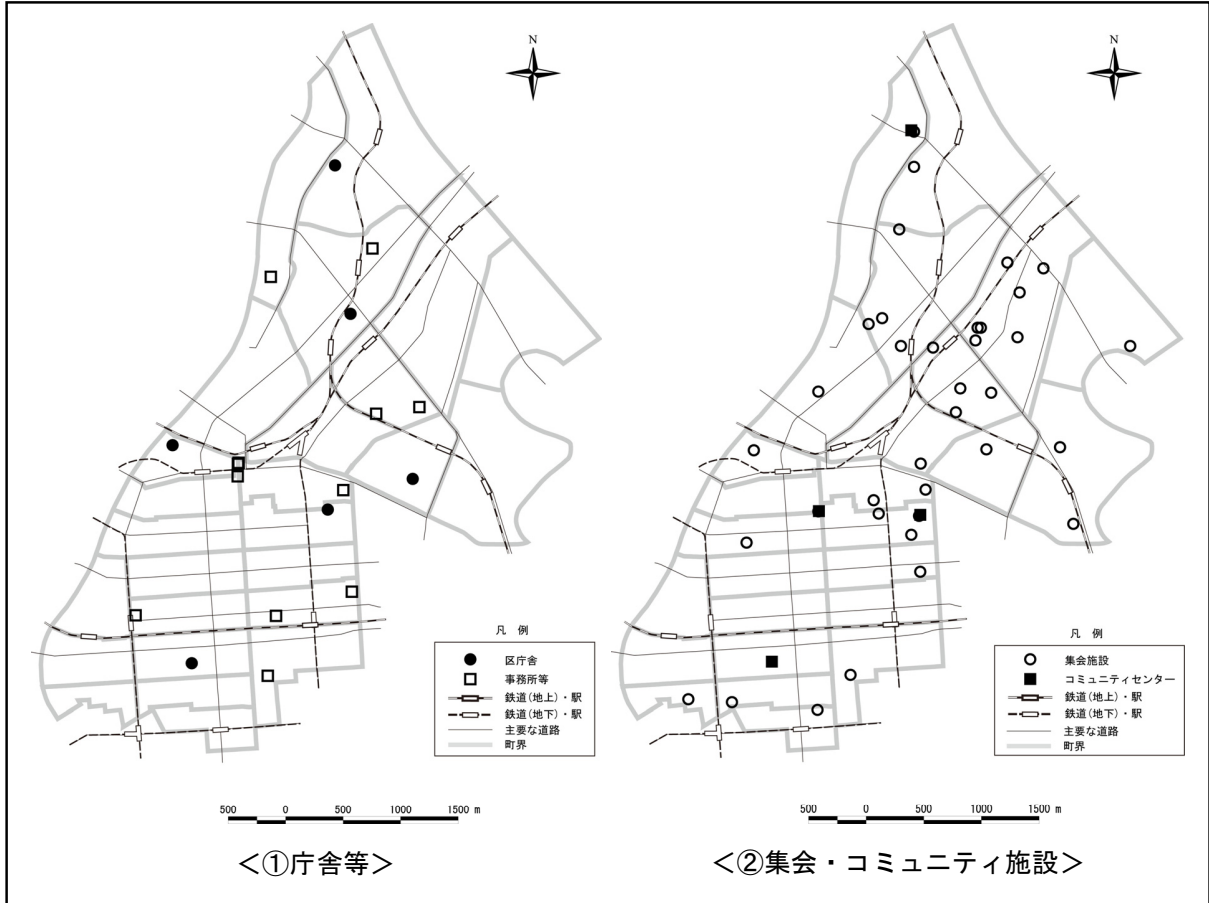 N
凡 例
区庁舎
事務所等
鉄道(地上)・駅
鉄道(地下)・駅
主要な道路
町界
500 0 500 1000 1500 m
<①庁舎等>
N
凡 例
集会施設
コミュニティセンター
鉄道(地上)・駅
鉄道(地下)・駅
主要な道路
町界
500 0 500 1000 1500 m
<②集会・コミュニティ施設>